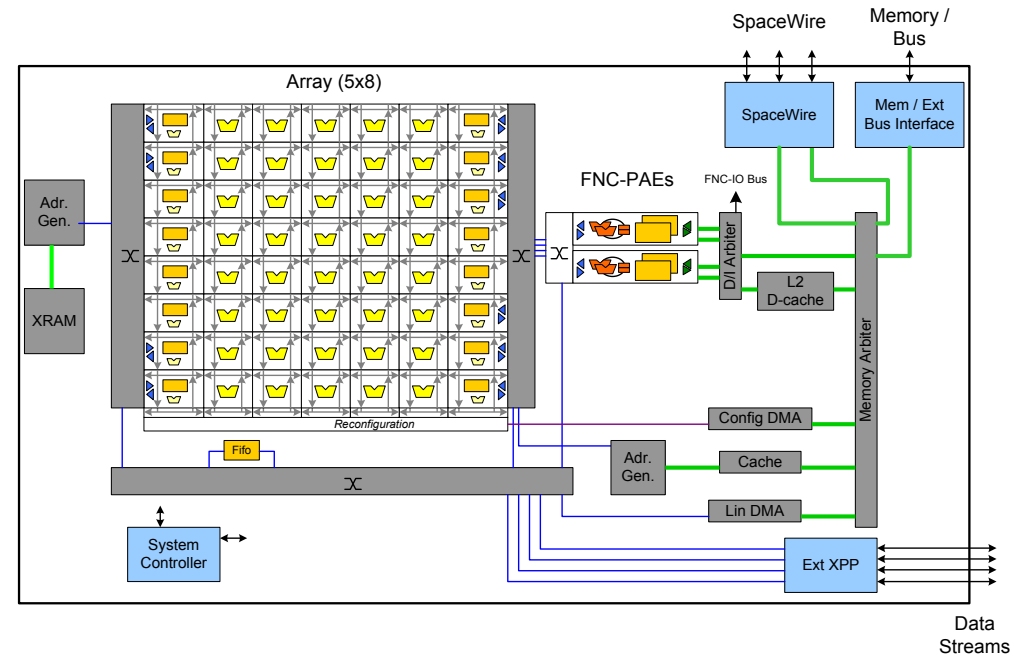 SpaceWire
Memory /
Bus
Array (5x8)
SpaceWire
Mem / Ext
Bus Interface
FNC-PAEs
FNC-IO Bus
Adr.
Gen.
D/I Arbiter
L2
D-cache
XRAM
Memory Arbiter
Reconfiguration
Config DMA
Fifo
Adr.
Gen.
Cache
Lin DMA
System
Controller
Ext XPP
Data
Streams